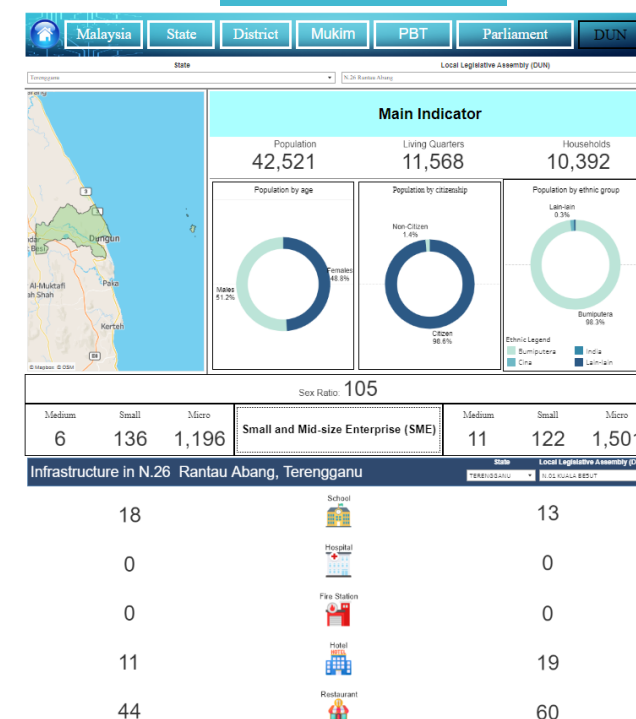 Malaysia State District Mukim PBT Parliament DUN
State Local Legislative Assembly (DUN)
Terengganu N.26 Rantau Abang
Main Indicator
Population Living Quarters Households
42,521 11,568 10,392
Population by age Population by citizenship Population by ethnic group
Lain-lain
0.3%
Non-Citizen
1.4%
Females
48.8%
Males
51.2%
Bumiputera
98.3%
Citizen
98.6%
Ethnic Legend
Bumiputera India
Cina Lain-lain
3
3
Dungun
Al-Muktafi
ah Shah
Paka
Kerteh
© Mapbox © OSM
Sex Ratio: 105
Medium Small Micro Small and Mid-size Enterprise (SME) Medium Small Micro
6 136 1,196 11 122 1,501
Infrastructure in N.26 Rantau Abang, Terengganu
State Local Legislative Assembly (D
TERENGGANU N.01 KUALA BESUT
School
18 13
Hospital
0 0
Fire Station
0 0
Hotel
HOTEL
11 19
Restaurant
44 60